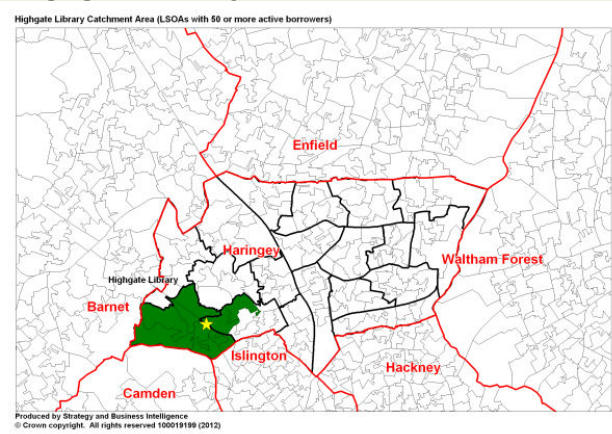 Highgate Library Catchment Area (LSOAs with 50 or more active borrowers)
Enfield
Haringey
Waltham Forest
Highgate Library
Barnet
Islington
Hackney
Camden
Produced by Strategy and Business Intelligence
© Crown copyright. All rights reserved 100019199 (2012)